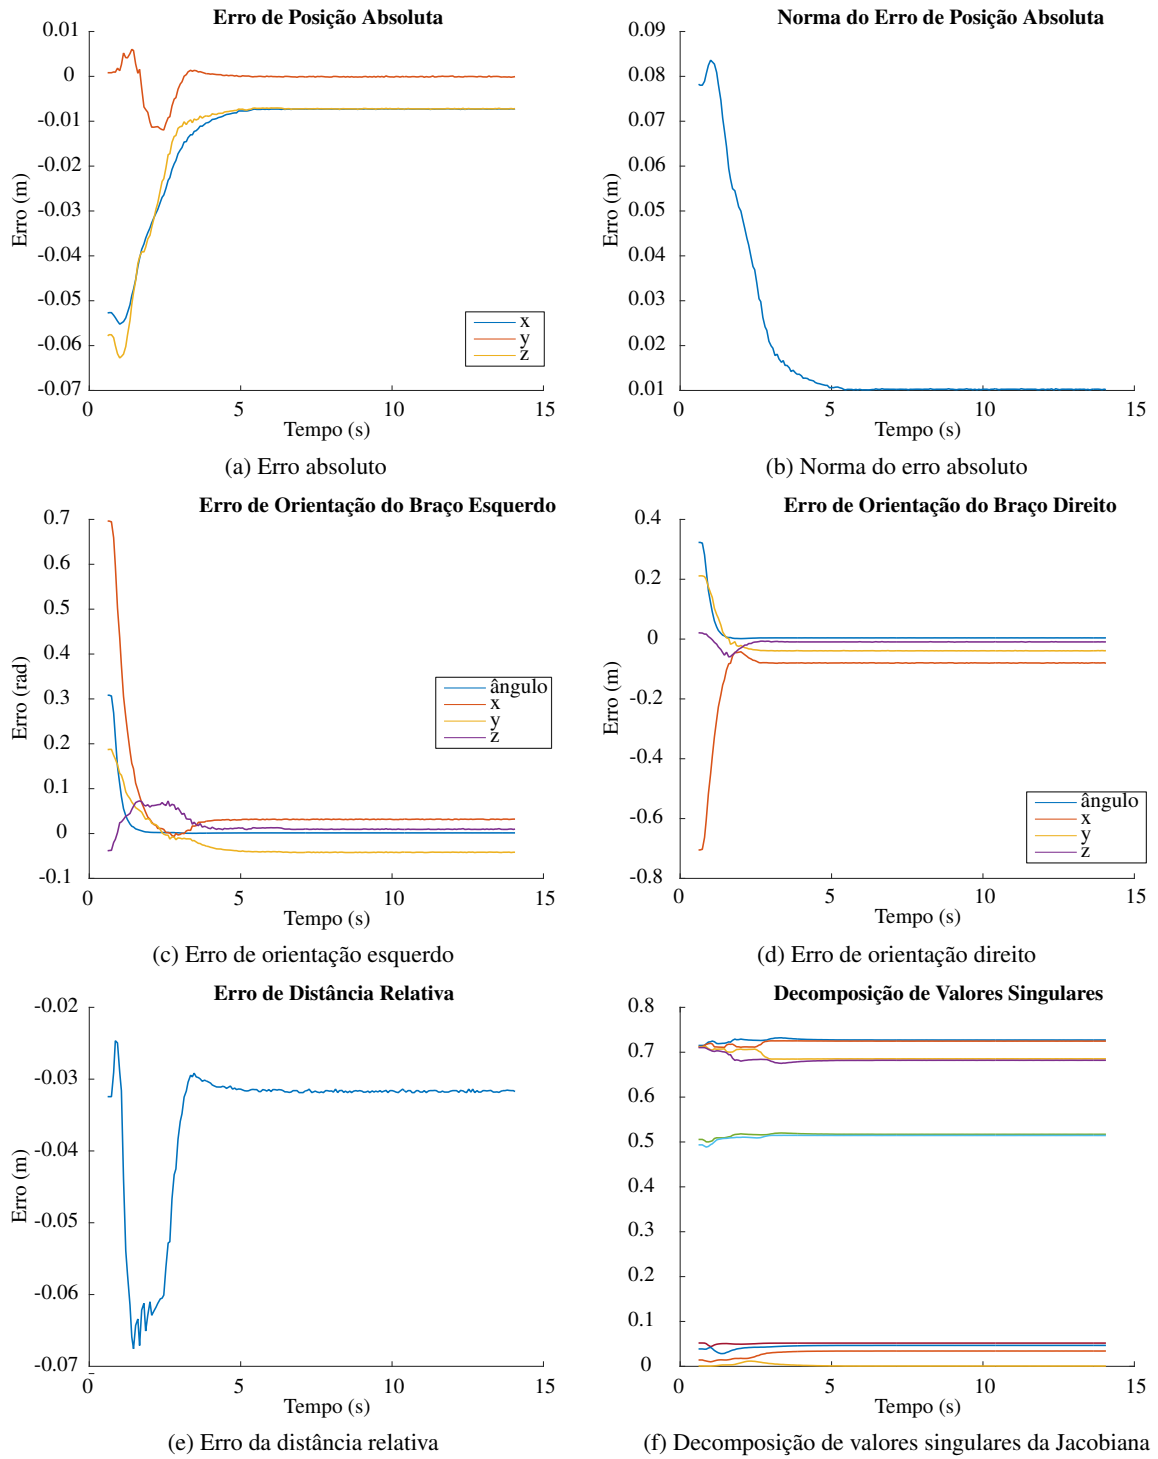 Erro de Posição Absoluta
0.01
0
-0.01
-0.02
-0.03
-0.04
-0.05
-0.06
-0.07
Erro (m)
0 5 10 15
Tempo (s)
x
y
z
(a) Erro absoluto
Norma do Erro de Posição Absoluta
0.09
0.08
0.07
0.06
0.05
0.04
0.03
0.02
0.01
Erro (m)
0 5 10 15
Tempo (s)
(b) Norma do erro absoluto
Erro de Orientação do Braço Esquerdo
0.7
0.6
0.5
0.4
0.3
0.2
0.1
0
-0.1
Erro (rad)
0 5 10 15
Tempo (s)
ângulo
x
y
z
(c) Erro de orientação esquerdo
Erro de Orientação do Braço Direito
0.4
0.2
0
-0.2
-0.4
-0.6
-0.8
Erro (m)
0 5 10 15
Tempo (s)
ângulo
x
y
z
(d) Erro de orientação direito
Erro de Distância Relativa
-0.02
-0.03
-0.04
-0.05
-0.06
-0.07
Erro (m)
0 5 10 15
Tempo (s)
(e) Erro da distância relativa
Decomposição de Valores Singulares
0.8
0.7
0.6
0.5
0.4
0.3
0.2
0.1
0
0 5 10 15
Tempo (s)
(f) Decomposição de valores singulares da Jacobiana